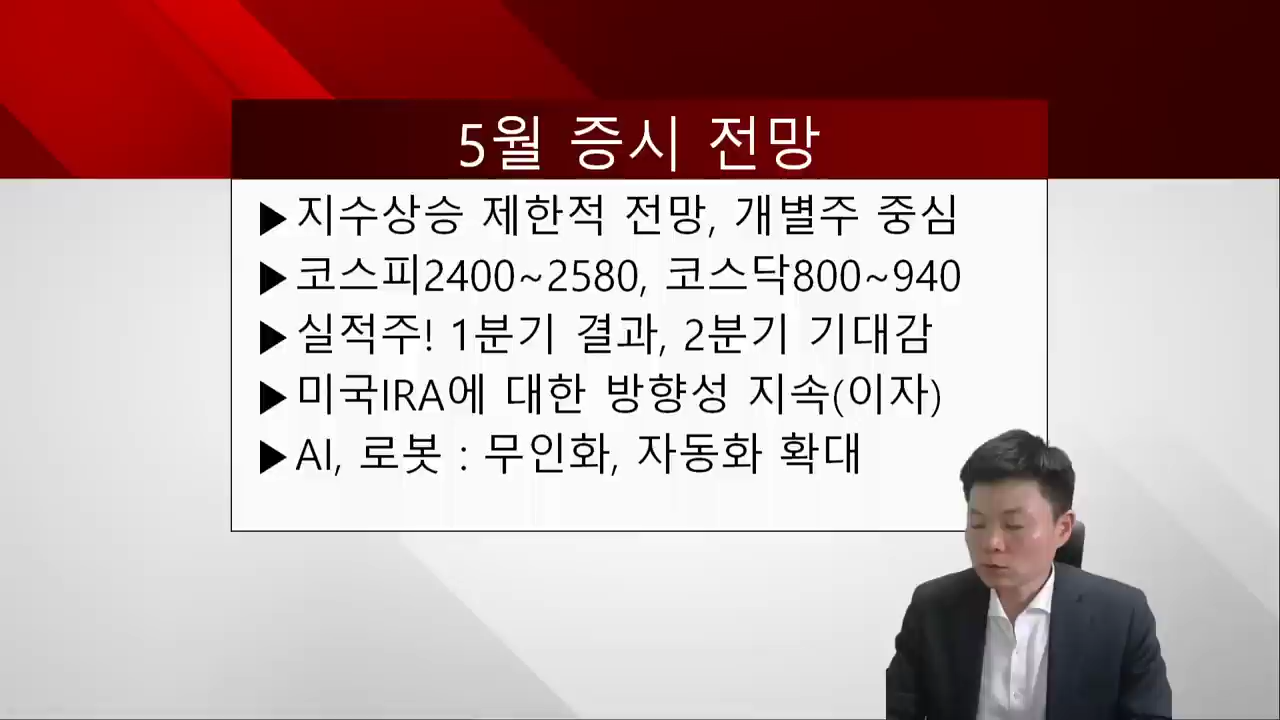 5월 증시 전망
▶지수상승 제한적 전망, 개별주 중심
▶코스피2400~2580, 코스닥800~940
▶실적주! 1분기 결과, 2분기 기대감
▶미국IRA에 대한 방향성 지속(이자)
▶AI, 로봇 : 무인화, 자동화 확대